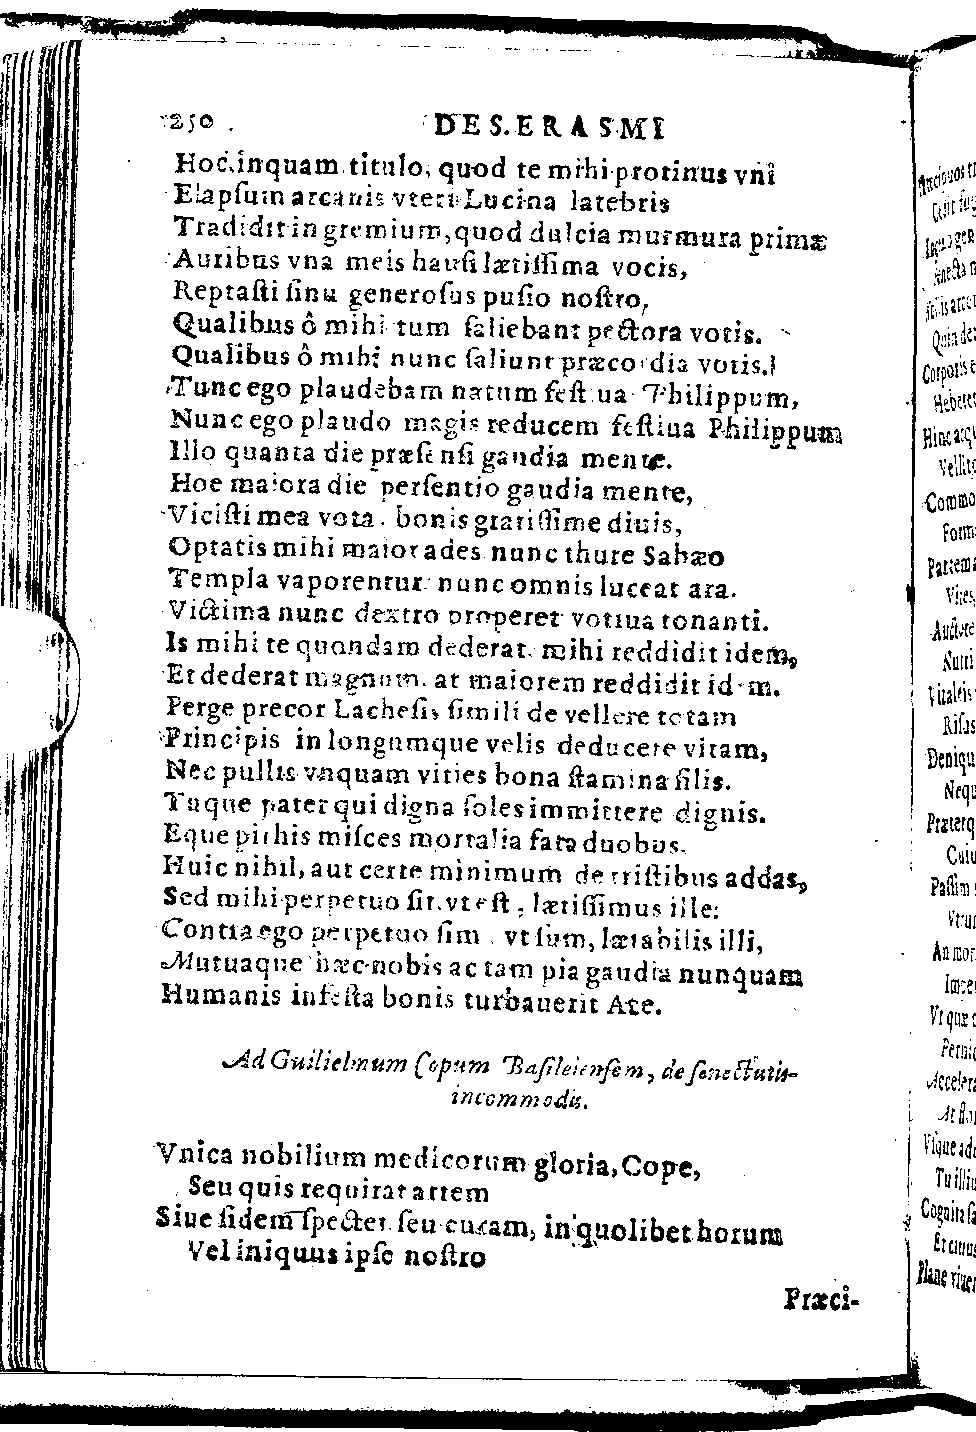 250 DES. ERASMI
Hoc inquam titulo, quod te mihi protinus vni
Elapsum arcanis vteri Lucina latebris
Tradidit in gremium, quod dulcia murmura primæ
Auribus vna meis hausi lætissima vocis,
Reptasti sinu generosus pusio nostro,
Qualibus ô mihi tum saliebant pectora votis.
Qualibus ô mihi nunc saliunt præcordia votis.
Tunc ego plaudebam natum festiua Philippum,
Nunc ego plaudo magis reducem festiua Philippum
Illo quanta die præsensi gaudia mente.
Hoe maiora die persentio gaudia mente,
Vicisti mea vota. bonis gratissime diuis,
Optatis mihi maior ades nunc thure Sabæo
Templa vaporentur nunc omnis luceat ara.
Victima nunc dextro properet votiua tonanti.
Is mihi te quondam dederat. mihi reddidit idem,
Et dederat magnum. at maiorem reddidit idem.
Perge precor Lachesis simili de vellere totam
Principis in longumque velis deducere vitam,
Nec pullis vnquam vities bona stamina filis.
Tuque pater qui digna soles immittere dignis.
Eque pithis misces mortalia fata duobus.
Huic nihil, aut certe minimum de tristibus addas,
Sed mihi perpetuo sit, vt est, lætissimus ille:
Contra ego perpetuo sim, vt sum, lætabilis illi,
Mutuaque hæc nobis ac tam pia gaudia nunquam
Humanis infesta bonis turbauerit Ate.
Ad Guilielmum Copum Basileiensem, de senectutis
incommodis.
Vnica nobilium medicorum gloria, Cope,
Seu quis requirat artem
Siue fidem spectet seu curam, in quolibet horum
Vel iniquus ipse nostro
Præci-